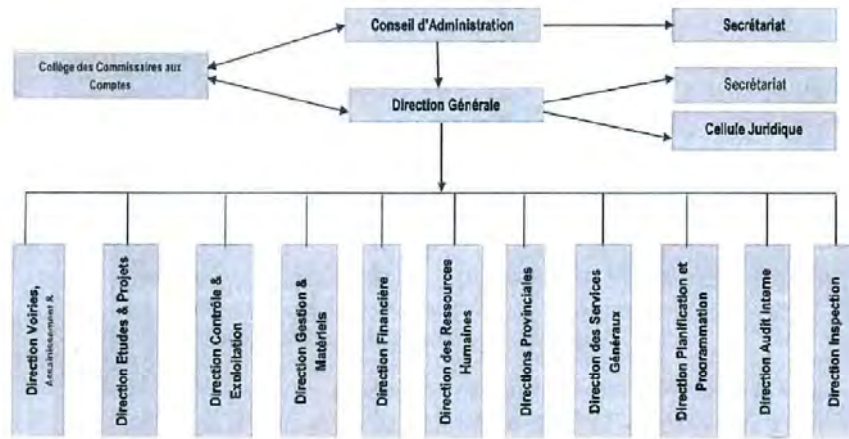 Conseil d'Administration
Secrétariat
Collège des Commissaires aux
Comptes
Secrétariat
Direction Générale
Cellule Juridique
Direction Voiries,
Assainissement &
Direction Etudes & Projets
Direction Contrôle &
Exploitation
Direction Gestion &
Matériels
Direction Financière
Direction des Ressources
Humaines
Directions Provinciales
Direction des Services
Généraux
Direction Planification et
Programmation
Direction Audit Interne
Direction Inspection